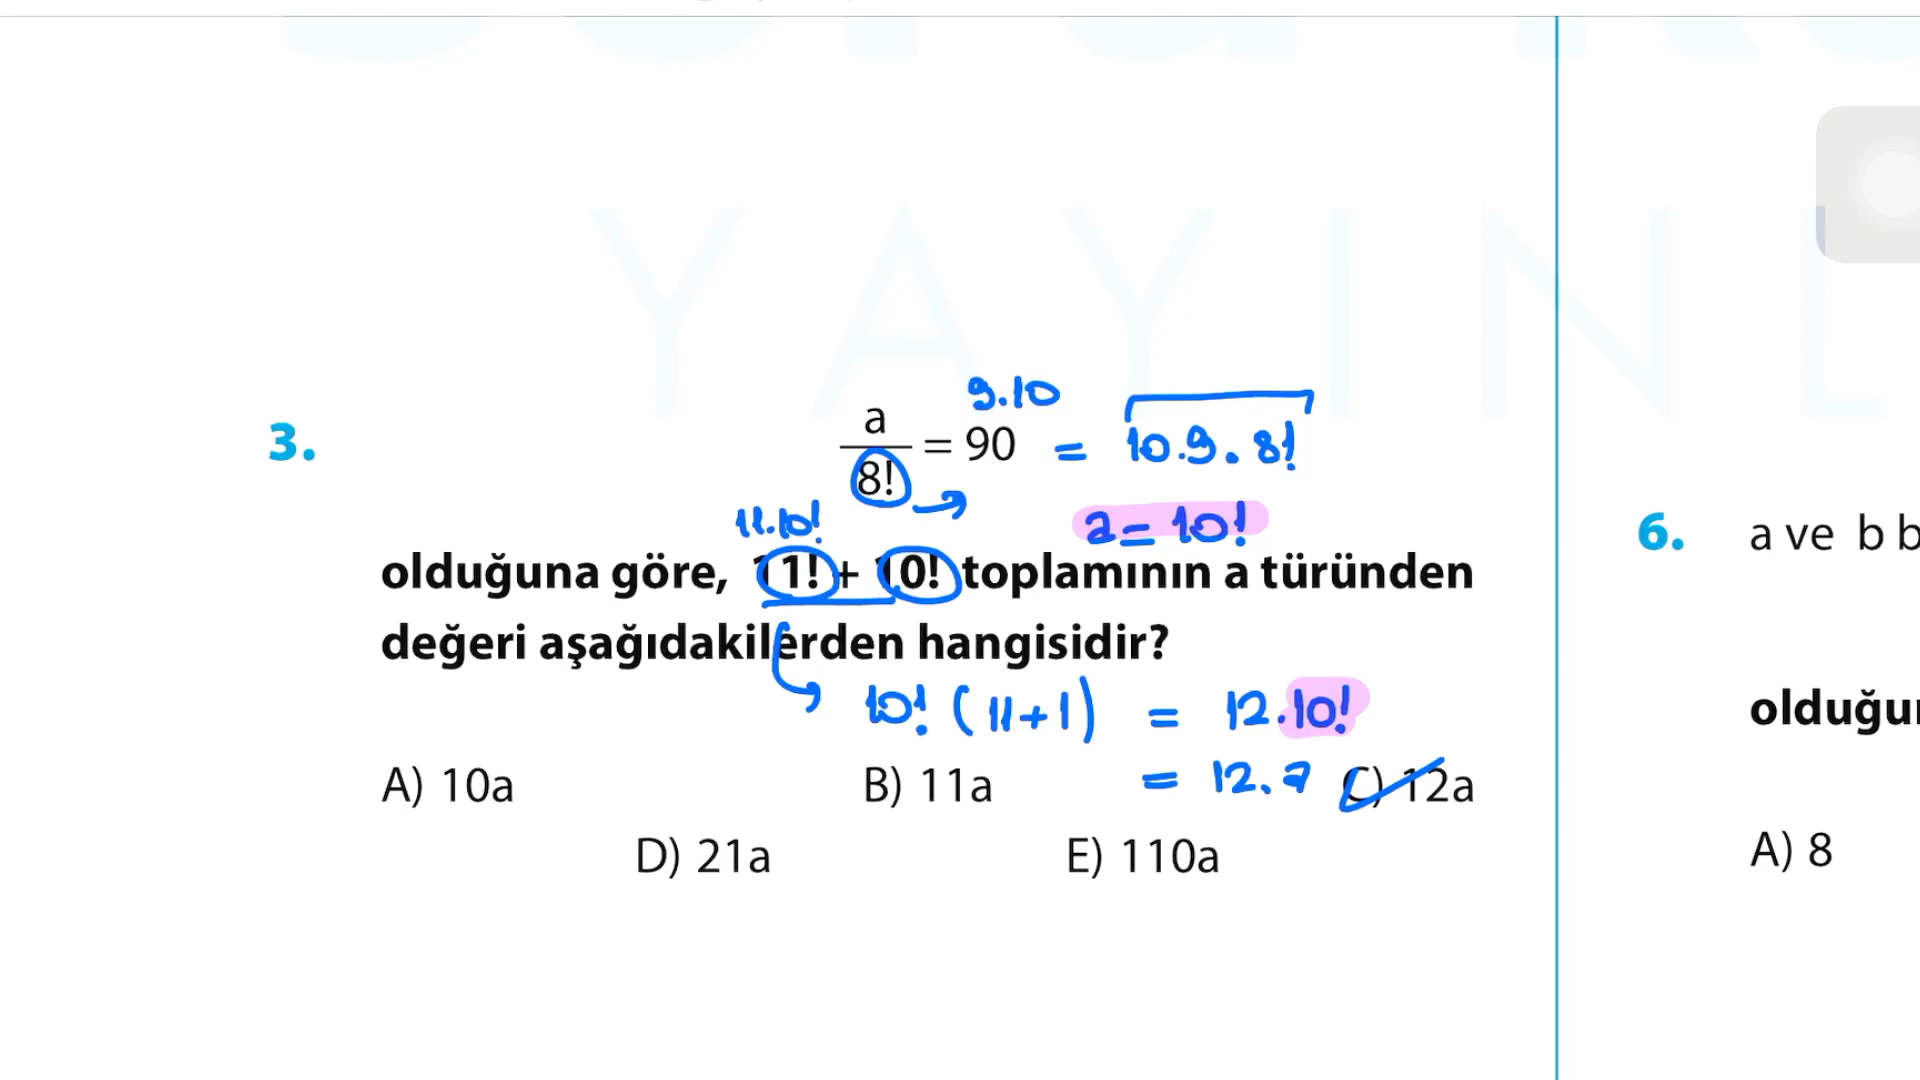 YAYINL
3.
a/8! = 90 = 10.9.8!
9.10
a = 10!
11.10!
olduğuna göre, 11! + 10! toplamının a türünden
değeri aşağıdakilerden hangisidir?
10! (11+1) = 12.10!
= 12.a
A) 10a B) 11a C) 12a
D) 21a E) 110a
6. a ve b b
olduğu
A) 8